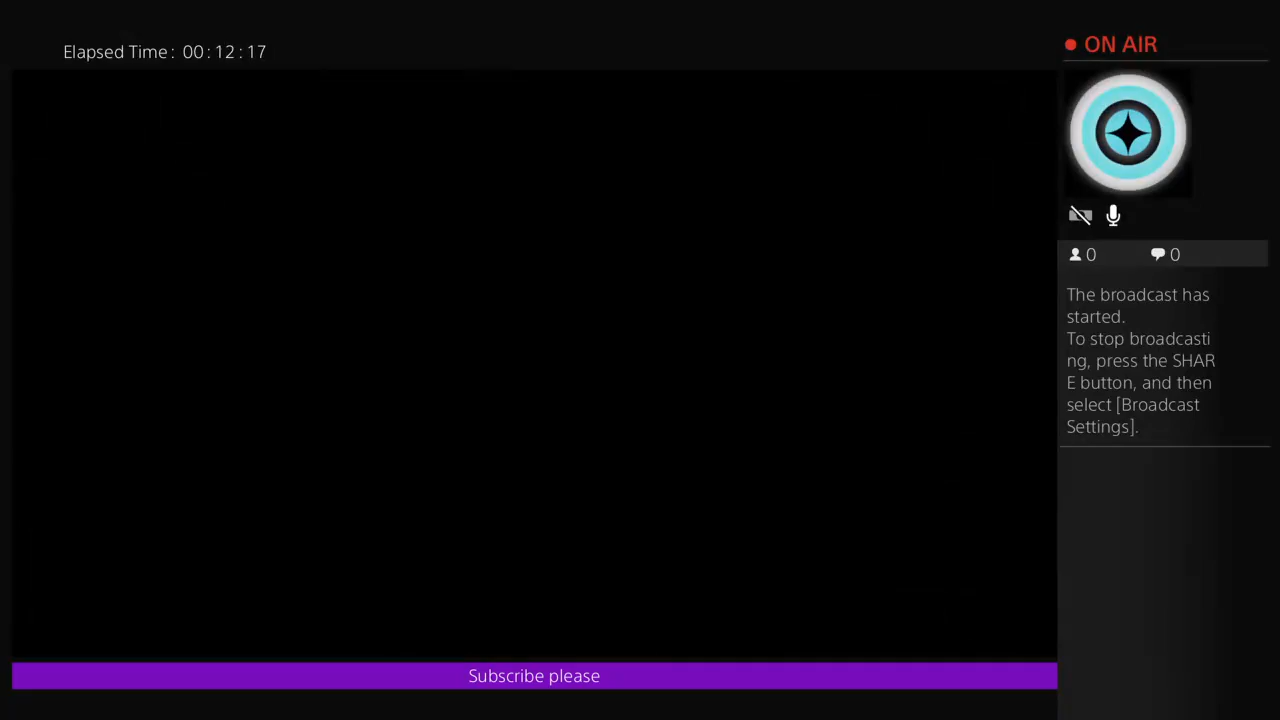 Elapsed Time: 00:12:17
ON AIR
0 0
The broadcast has
started.
To stop broadcasti
ng, press the SHAR
E button, and then
select [Broadcast
Settings].
Subscribe please